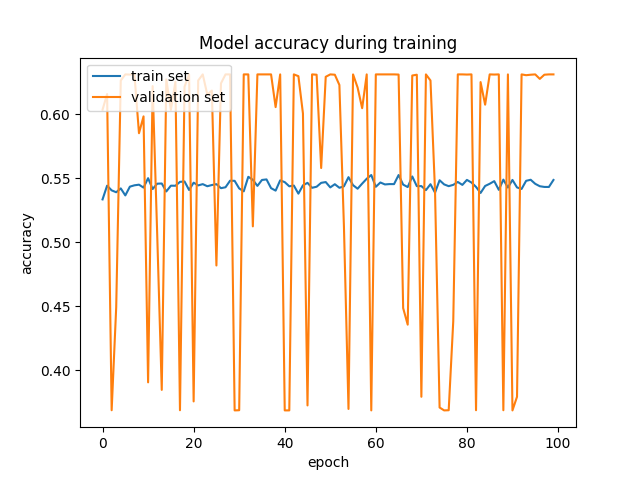 Model accuracy during training
train set
validation set
accuracy
0.60
0.55
0.50
0.45
0.40
0 20 40 60 80 100
epoch